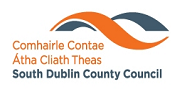 Comhairle Contae
Átha Cliath Theas
South Dublin County Council